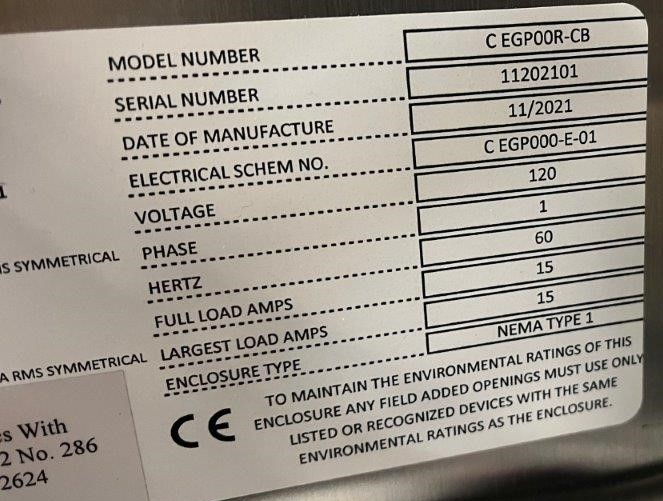 MODEL NUMBER C EGP00R-CB
SERIAL NUMBER 11202101
DATE OF MANUFACTURE 11/2021
ELECTRICAL SCHEM NO. C EGP000-E-01
VOLTAGE 120
PHASE 1
HERTZ 60
FULL LOAD AMPS 15
LARGEST LOAD AMPS 15
ENCLOSURE TYPE NEMA TYPE 1
SYMMETRICAL
A RMS SYMMETRICAL
With
2 No. 286
2624
CE
TO MAINTAIN THE ENVIRONMENTAL RATINGS OF THIS
ENCLOSURE ANY FIELD ADDED OPENINGS MUST USE ONLY
LISTED OR RECOGNIZED DEVICES WITH THE SAME
ENVIRONMENTAL RATINGS AS THE ENCLOSURE.